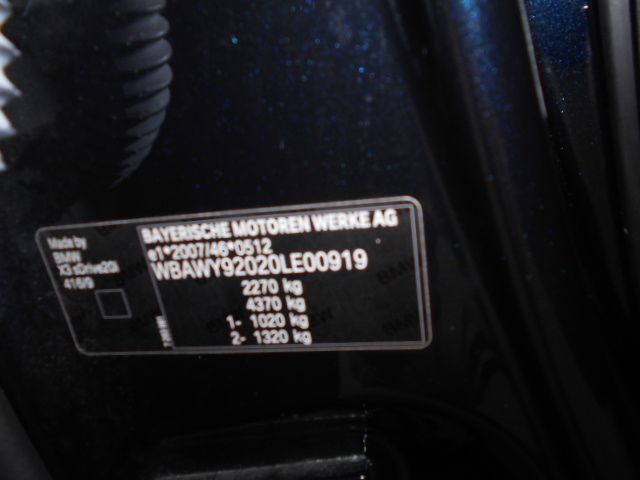 Made by
BMW
X3 sDrive20i
416/9
BAYERISCHE MOTOREN WERKE AG
e1*2007/46*0512
WBAWY92020LE00919
2270 kg
4370 kg
1- 1020 kg
2- 1320 kg